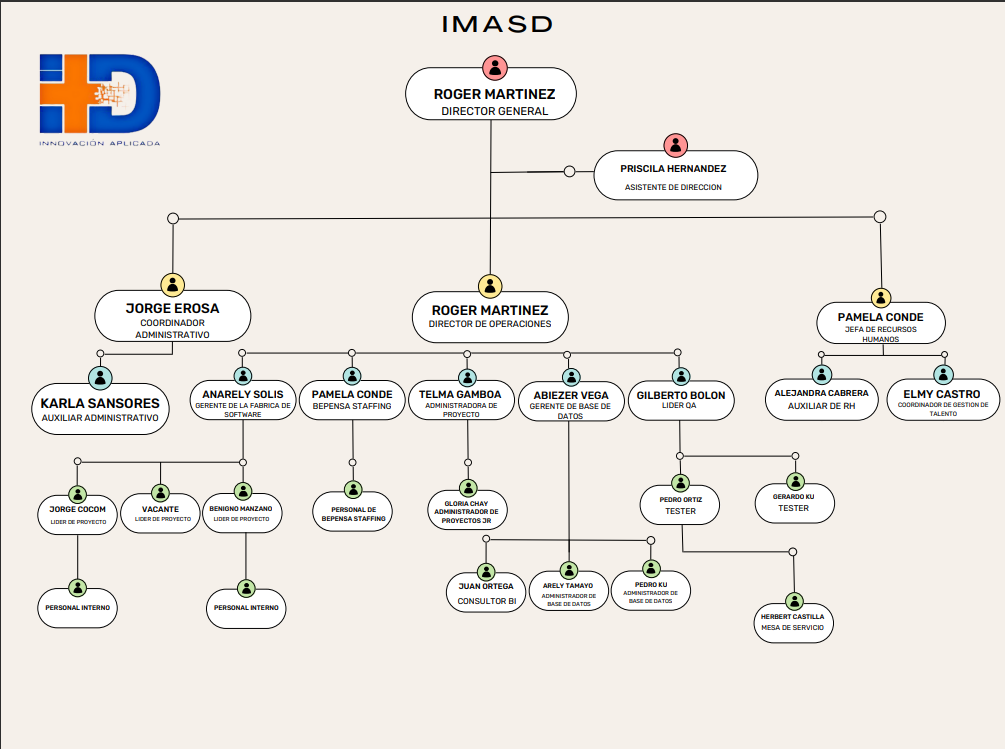 IMASD
INNOVACIÓN APLICADA
ROGER MARTINEZ
DIRECTOR GENERAL
PRISCILA HERNANDEZ
ASISTENTE DE DIRECCION
JORGE EROSA
COORDINADOR
ADMINISTRATIVO
ROGER MARTINEZ
DIRECTOR DE OPERACIONES
PAMELA CONDE
JEFA DE RECURSOS
HUMANOS
KARLA SANSORES
AUXILIAR ADMINISTRATIVO
ANARELY SOLIS
GERENTE DE LA FABRICA DE
SOFTWARE
PAMELA CONDE
BEPENSA STAFFING
TELMA GAMBOA
ADMINISTRADORA DE
PROYECTO
ABIEZER VEGA
GERENTE DE BASE DE
DATOS
GILBERTO BOLON
LIDER QA
ALEJANDRA CABRERA
AUXILIAR DE RH
ELMY CASTRO
COORDINADOR DE GESTION DE
TALENTO
JORGE COCOM
LIDER DE PROYECTO
VACANTE
LIDER DE PROYECTO
BENIGNO MANZANO
LIDER DE PROYECTO
PERSONAL DE
BEPENSA STAFFING
GLORIA CHAY
ADMINISTRADOR DE
PROYECTOS JR
PEDRO ORTIZ
TESTER
GERARDO KU
TESTER
JUAN ORTEGA
CONSULTOR BI
ARELY TAMAYO
ADMINISTRADOR DE
BASE DE DATOS
PEDRO KU
ADMINISTRADOR DE
BASE DE DATOS
PERSONAL INTERNO
PERSONAL INTERNO
HERBERT CASTILLA
MESA DE SERVICIO